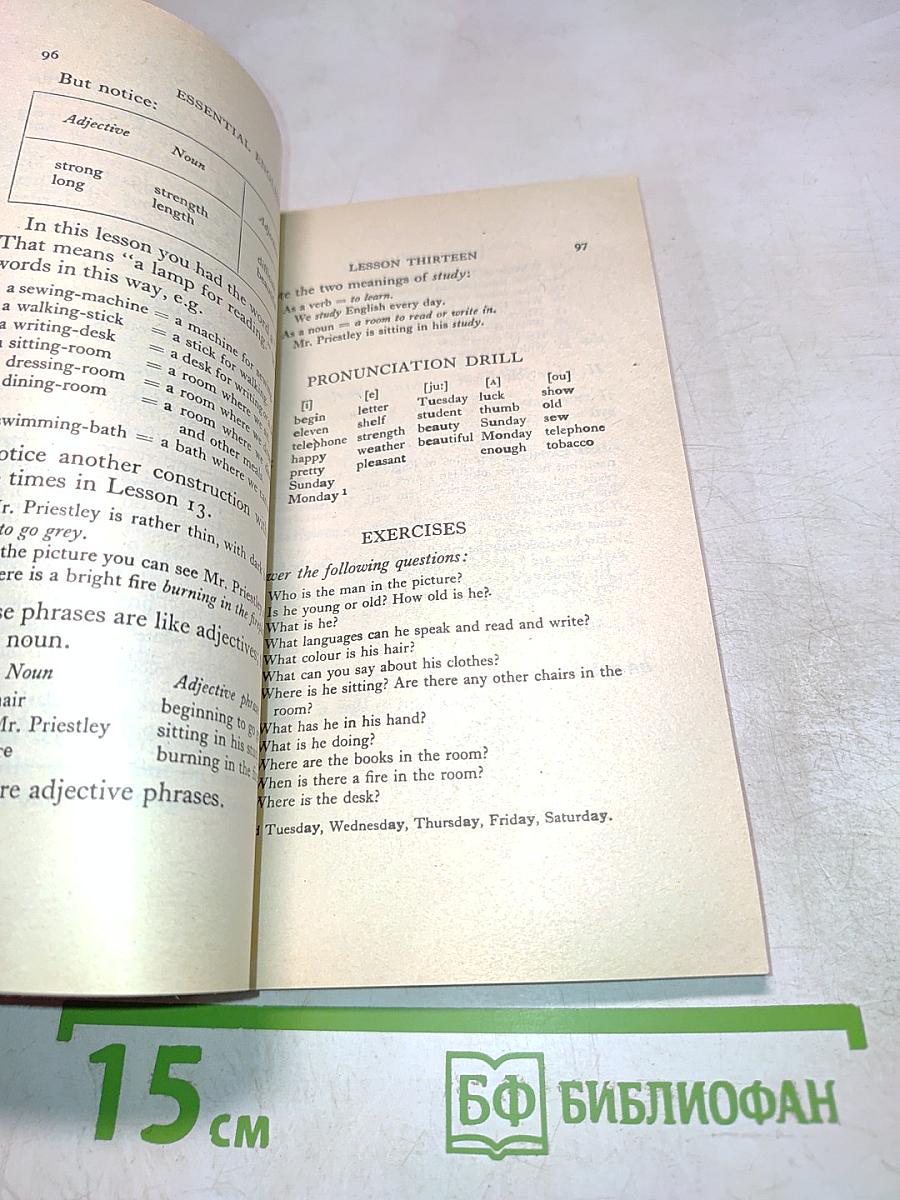 96
ESSENTIAL
But notice:
Adjective Noun
strong strength
long length
In this lesson you had the word
That means "a lamp for reading."
words in this way, e.g.
a sewing-machine = a machine for
a walking-stick = a stick for walking
a writing-desk = a desk for writing
sitting-room = a room where we
dressing-room = a room where we
dining-room = a room where we
and other meals
swimming-bath = a bath where we
another construction
times in Lesson 13.
Mr. Priestley is rather thin, with
to go grey.
the picture you can see Mr. Priestley
there is a bright fire burning in the
phrases are like adjectives
noun.
Noun Adjective
beginning to
Mr. Priestley sitting in his
burning in the
are adjective phrases.
LESSON THIRTEEN 97
the two meanings of study:
As a verb = to learn.
We study English every day.
As a noun = a room to read or write in.
Mr. Priestley is sitting in his study.
PRONUNCIATION DRILL
[i] [e] [ju:] [ʌ] [ou]
begin letter Tuesday luck show
eleven shelf student thumb old
telephone strength beauty Sunday sew
happy weather beautiful Monday telephone
pretty pleasant enough tobacco
Sunday
Monday 1
EXERCISES
the following questions:
Who is the man in the picture?
Is he young or old? How old is he?
What is he?
What languages can he speak and read and write?
What colour is his hair?
What can you say about his clothes?
Where is he sitting? Are there any other chairs in the
room?
What has he in his hand?
What is he doing?
Where are the books in the room?
When is there a fire in the room?
Where is the desk?
Tuesday, Wednesday, Thursday, Friday, Saturday.
15 см
БФ БИБЛИОФАН